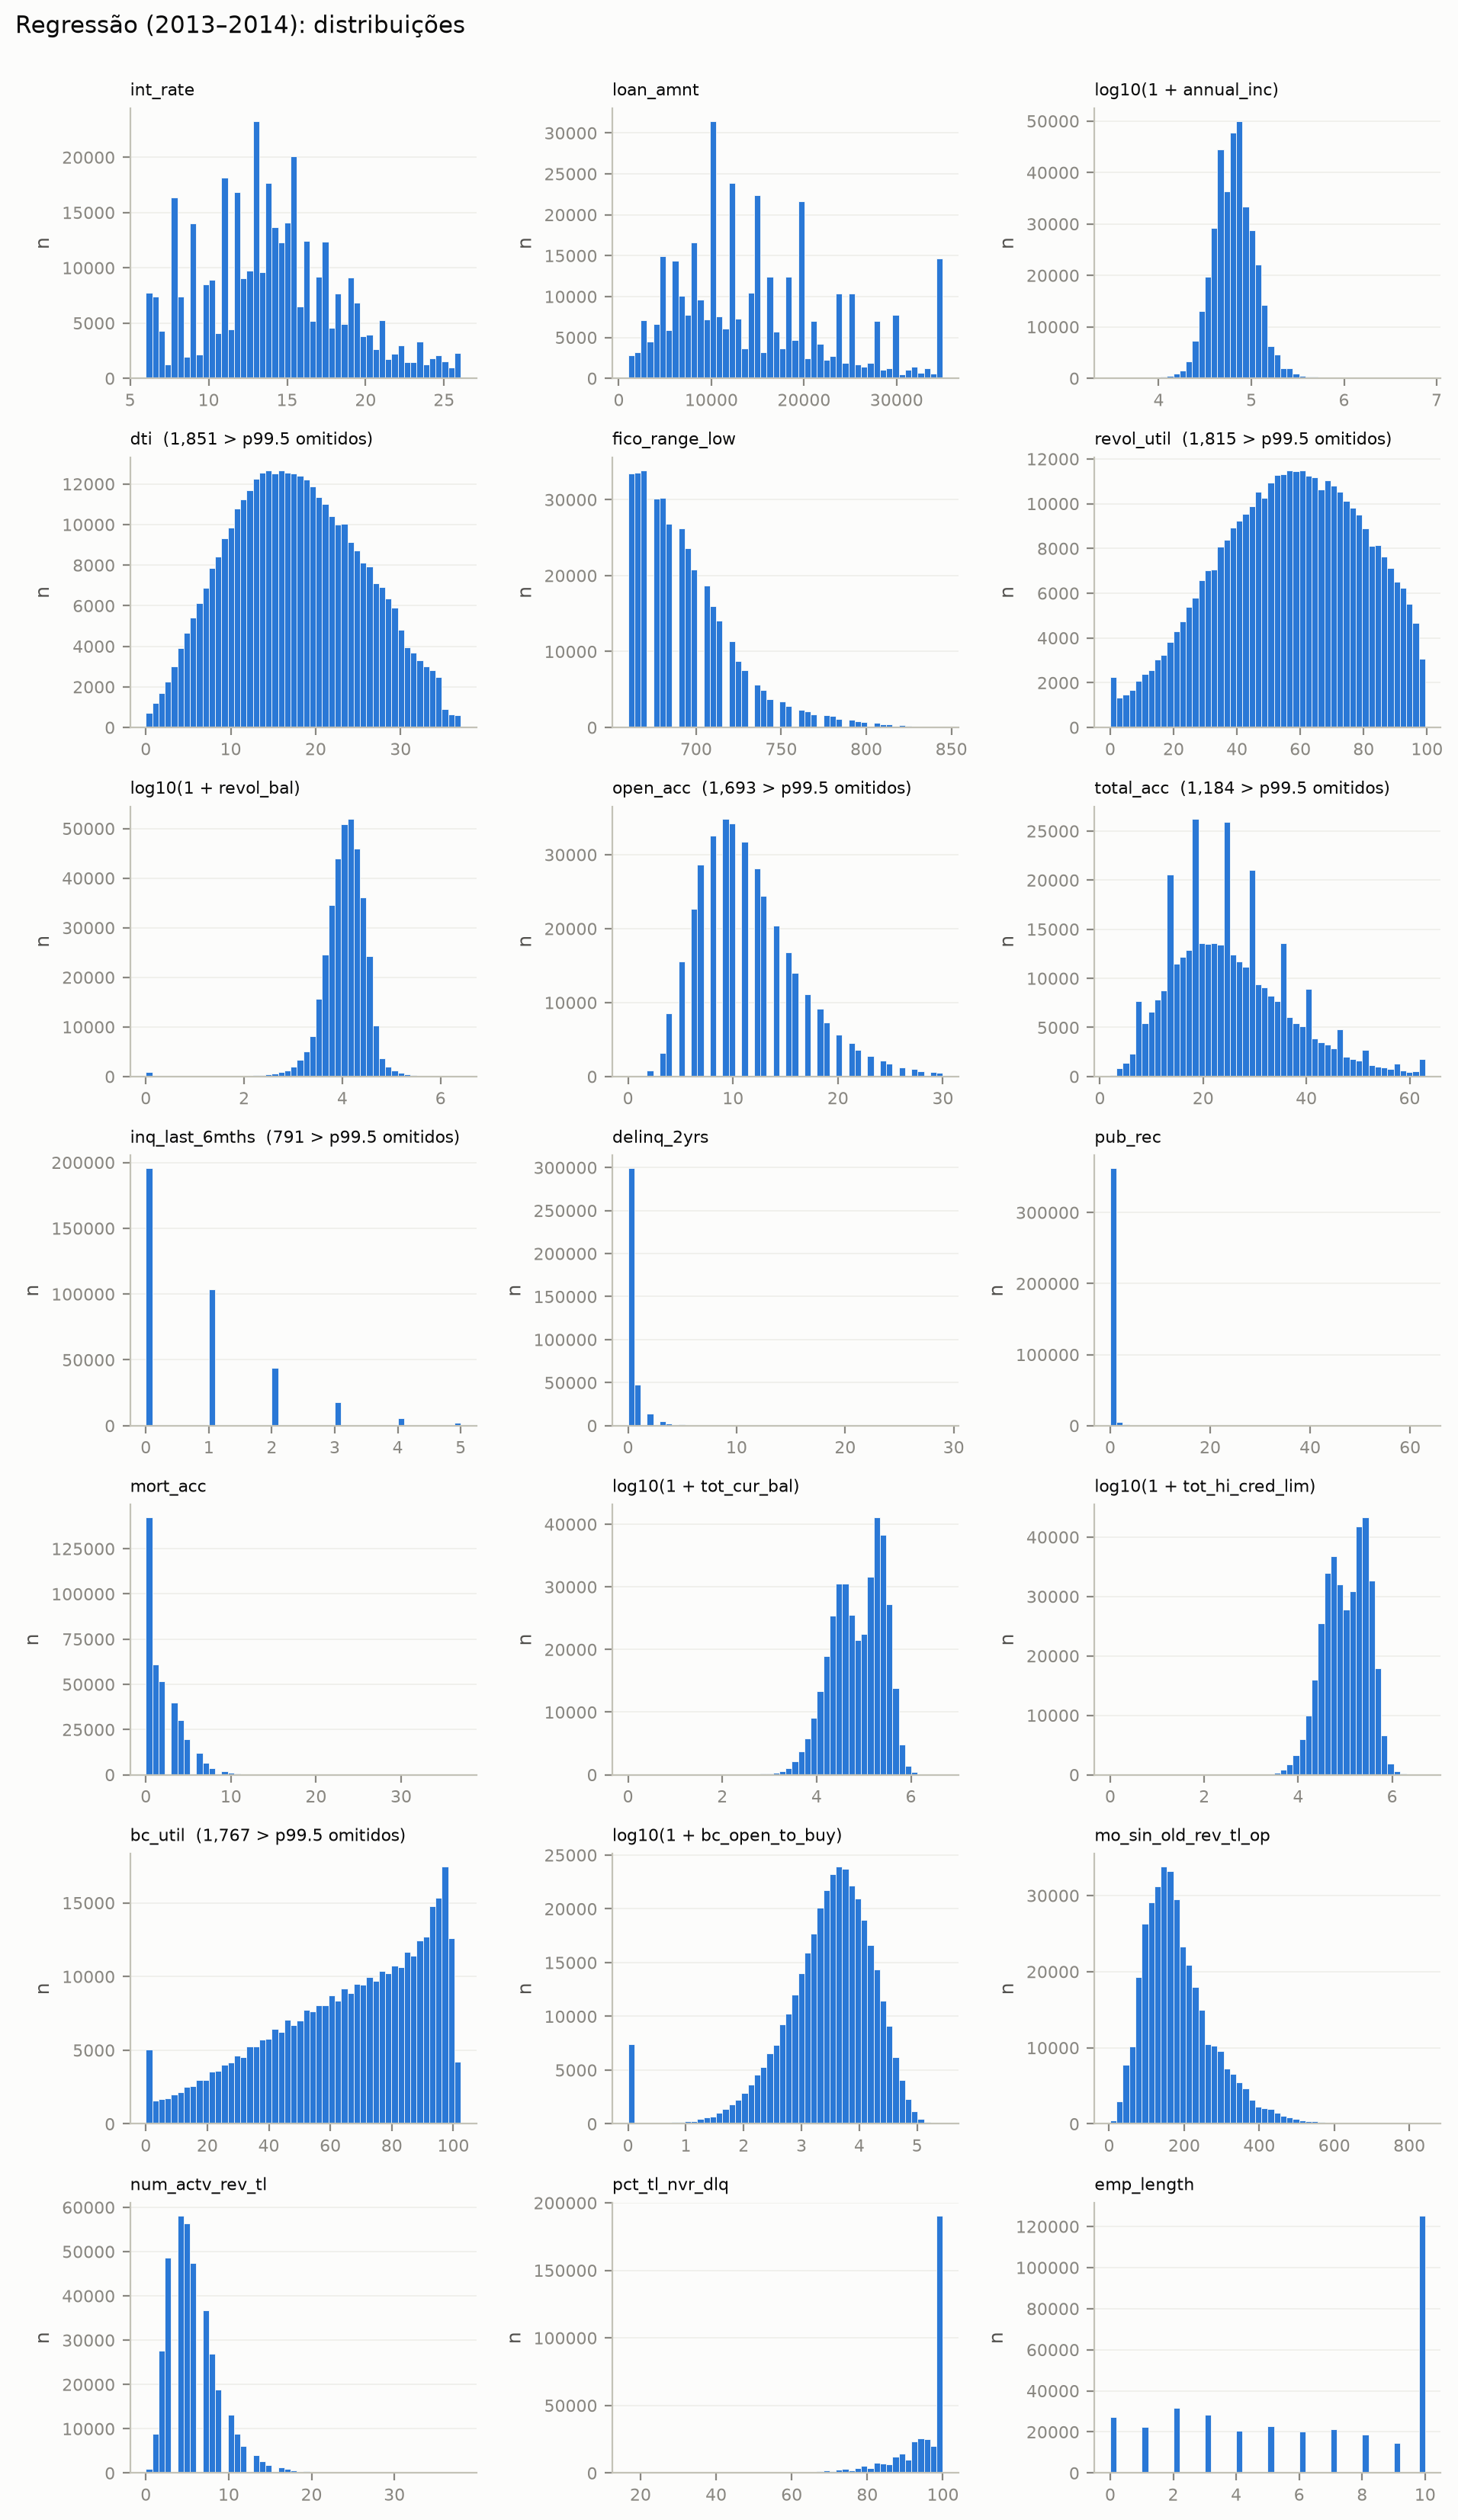 Regressão (2013–2014): distribuições
int_rate
loan_amnt
log10(1 + annual_inc)
n
20000
15000
10000
5000
0
5 10 15 20 25
n
30000
25000
20000
15000
10000
5000
0
0 10000 20000 30000
n
50000
40000
30000
20000
10000
0
4 5 6 7
dti (1,851 > p99.5 omitidos)
fico_range_low
revol_util (1,815 > p99.5 omitidos)
n
12000
10000
8000
6000
4000
2000
0
0 10 20 30
n
30000
20000
10000
0
700 750 800 850
n
12000
10000
8000
6000
4000
2000
0
0 20 40 60 80 100
log10(1 + revol_bal)
open_acc (1,693 > p99.5 omitidos)
total_acc (1,184 > p99.5 omitidos)
n
50000
40000
30000
20000
10000
0
0 2 4 6
n
30000
20000
10000
0
0 10 20 30
n
25000
20000
15000
10000
5000
0
0 20 40 60
inq_last_6mths (791 > p99.5 omitidos)
delinq_2yrs
pub_rec
n
200000
150000
100000
50000
0
0 1 2 3 4 5
n
300000
250000
200000
150000
100000
50000
0
0 10 20 30
n
300000
200000
100000
0
0 20 40 60
mort_acc
log10(1 + tot_cur_bal)
log10(1 + tot_hi_cred_lim)
n
125000
100000
75000
50000
25000
0
0 10 20 30
n
40000
30000
20000
10000
0
0 2 4 6
n
40000
30000
20000
10000
0
0 2 4 6
bc_util (1,767 > p99.5 omitidos)
log10(1 + bc_open_to_buy)
mo_sin_old_rev_tl_op
n
15000
10000
5000
0
0 20 40 60 80 100
n
25000
20000
15000
10000
5000
0
0 1 2 3 4 5
n
30000
20000
10000
0
0 200 400 600 800
num_actv_rev_tl
pct_tl_nvr_dlq
emp_length
n
60000
50000
40000
30000
20000
10000
0
0 10 20 30
n
200000
150000
100000
50000
0
20 40 60 80 100
n
120000
100000
80000
60000
40000
20000
0
0 2 4 6 8 10